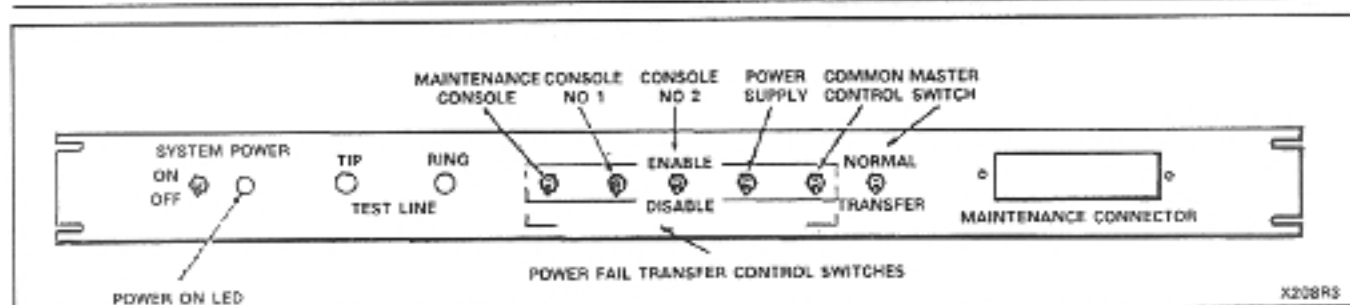 MAINTENANCE CONSOLE
CONSOLE NO 1
CONSOLE NO 2
POWER SUPPLY
COMMON CONTROL
MASTER SWITCH
SYSTEM POWER
ON
OFF
TIP
RING
TEST LINE
ENABLE
DISABLE
NORMAL
TRANSFER
MAINTENANCE CONNECTOR
POWER FAIL TRANSFER CONTROL SWITCHES
POWER ON LED
X208R3